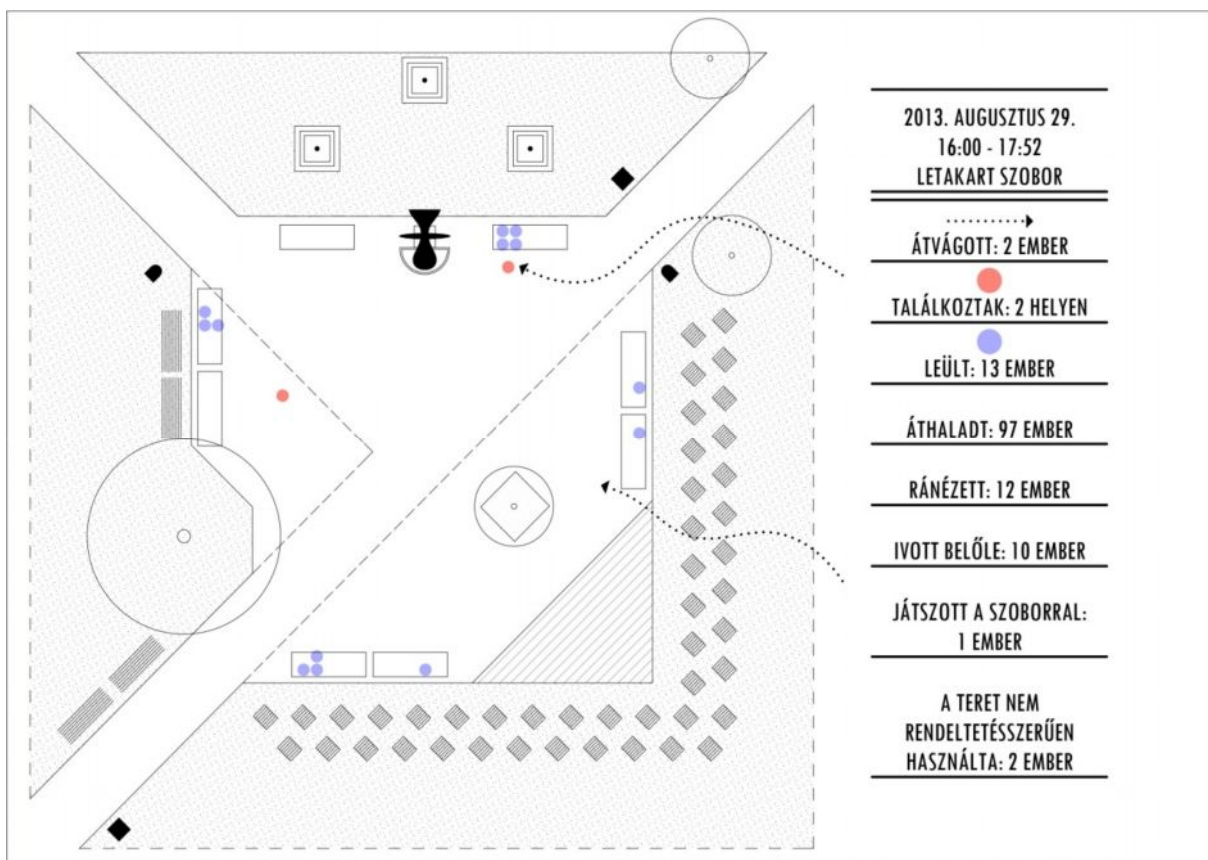 2013. AUGUSZTUS 29.
16:00 - 17:52
LETAKART SZOBOR
ÁTVÁGOTT: 2 EMBER
TALÁLKOZTAK: 2 HELYEN
LEÜLT: 13 EMBER
ÁTHALADT: 97 EMBER
RÁNÉZETT: 12 EMBER
IVOTT BELŐLE: 10 EMBER
JÁTSZOTT A SZOBORRAL:
1 EMBER
A TERET NEM
RENDELTETÉSSZERŰEN
HASZNÁLTA: 2 EMBER